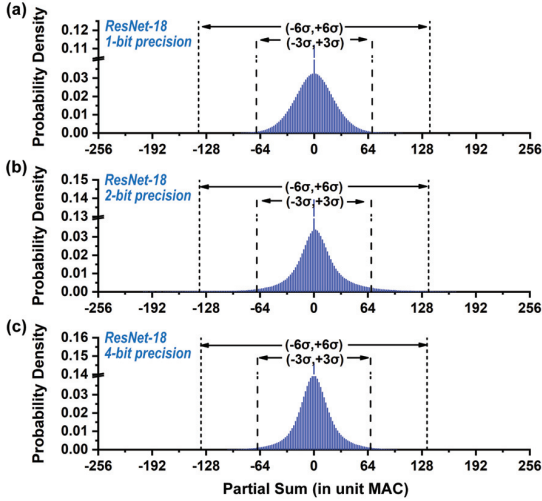 (a)
ResNet-18
1-bit precision
(-6σ,+6σ)
(-3σ,+3σ)
Probability Density
0.12
0.11
0.03
0.02
0.01
0.00
-256 -192 -128 -64 0 64 128 192 256
(b)
ResNet-18
2-bit precision
(-6σ,+6σ)
(-3σ,+3σ)
Probability Density
0.15
0.14
0.13
0.03
0.02
0.01
0.00
-256 -192 -128 -64 0 64 128 192 256
(c)
ResNet-18
4-bit precision
(-6σ,+6σ)
(-3σ,+3σ)
Probability Density
0.16
0.15
0.14
0.03
0.02
0.01
0.00
-256 -192 -128 -64 0 64 128 192 256
Partial Sum (in unit MAC)